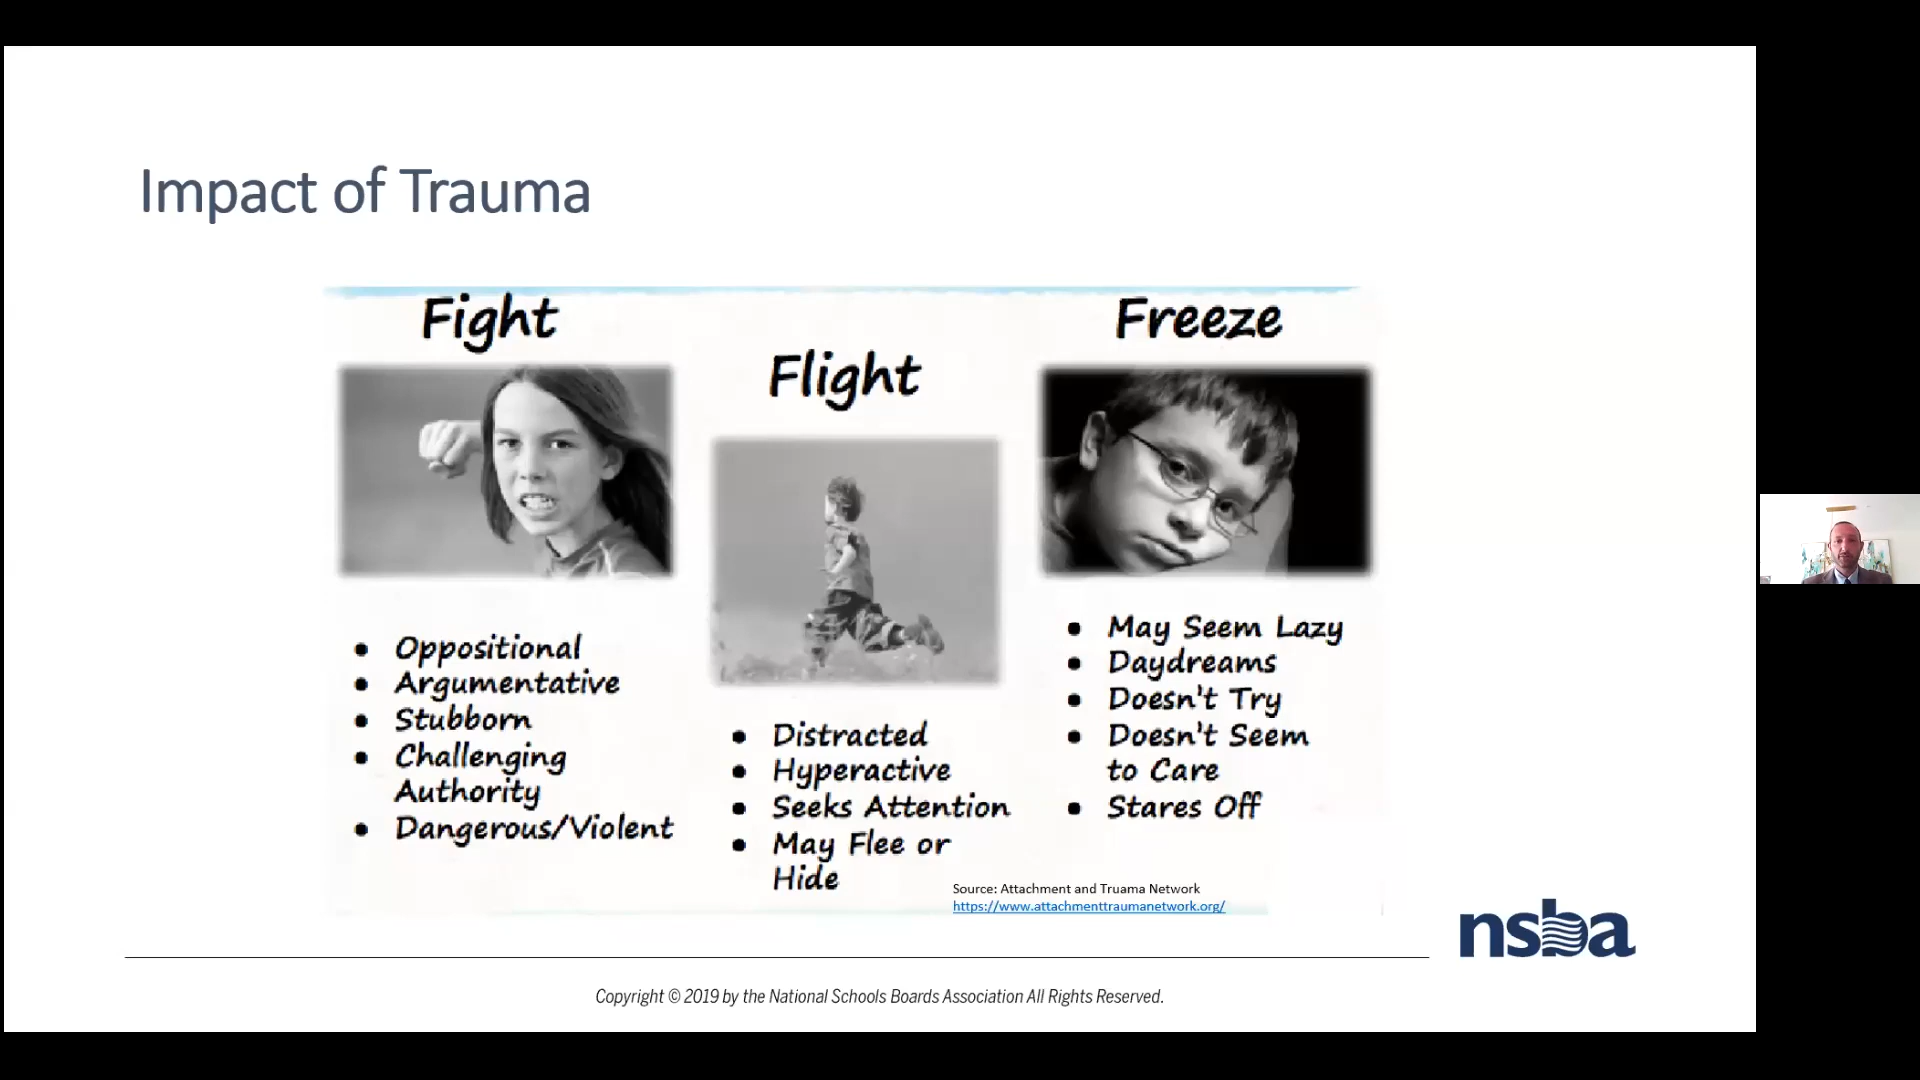 Impact of Trauma
Fight
Oppositional
Argumentative
Stubborn
Challenging
Authority
Dangerous/Violent
Flight
Distracted
Hyperactive
Seeks Attention
May Flee or
Hide
Freeze
May Seem Lazy
Daydreams
Doesn't Try
Doesn't Seem
to Care
Stares Off
Source: Attachment and Truama Network
https://www.attachmenttraumanetwork.org/
nsba
Copyright © 2019 by the National Schools Boards Association All Rights Reserved.